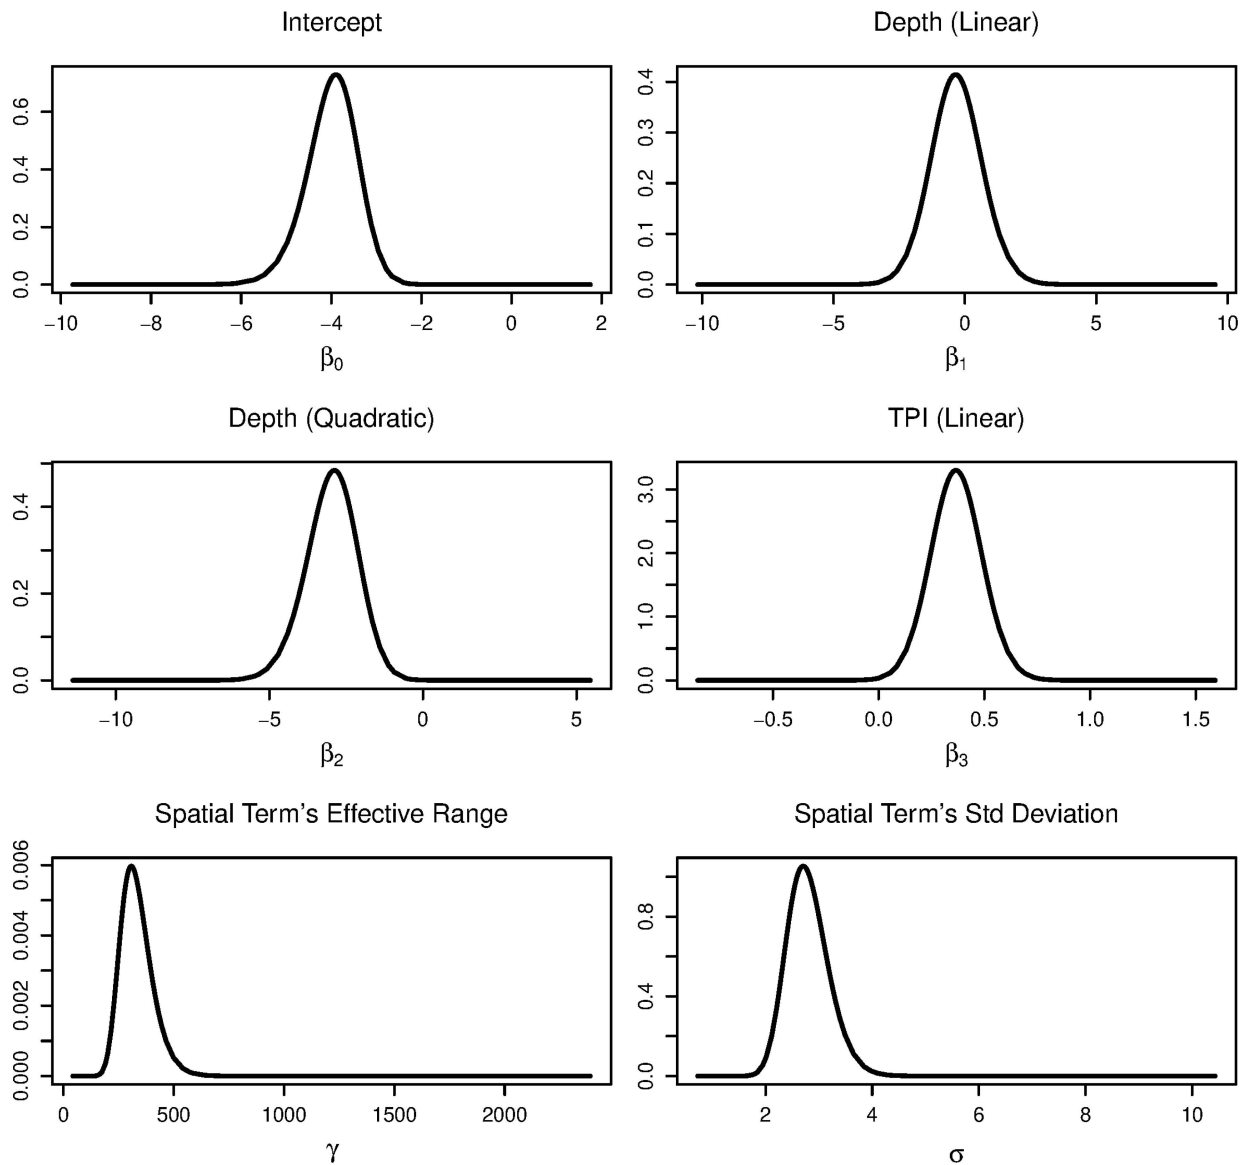 Intercept
0.0 0.2 0.4 0.6
−10 −8 −6 −4 −2 0 2
β0
Depth (Linear)
0.0 0.1 0.2 0.3 0.4
−10 −5 0 5 10
β1
Depth (Quadratic)
0.0 0.2 0.4
−10 −5 0 5
β2
TPI (Linear)
0.0 1.0 2.0 3.0
−0.5 0.0 0.5 1.0 1.5
β3
Spatial Term's Effective Range
0.000 0.002 0.004 0.006
0 500 1000 1500 2000
γ
Spatial Term's Std Deviation
0.0 0.4 0.8
2 4 6 8 10
σ